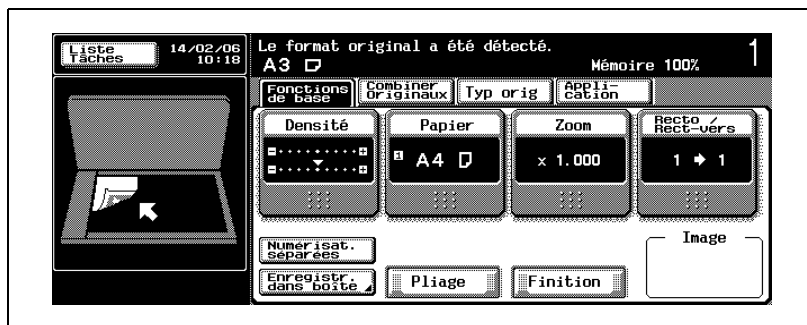 Liste
Tâches
14/02/06
10:18
Le format original a été détecté.
A3
Mémoire 100%
1
Fonctions
de base
Combiner
Originaux
Typ orig
Appli-
cation
Densité
Papier
Zoom
Recto /
Rect-vers
1 A4
× 1.000
1 → 1
Numérisat.
séparées
Image
Enregistr.
dans boîte
Pliage
Finition